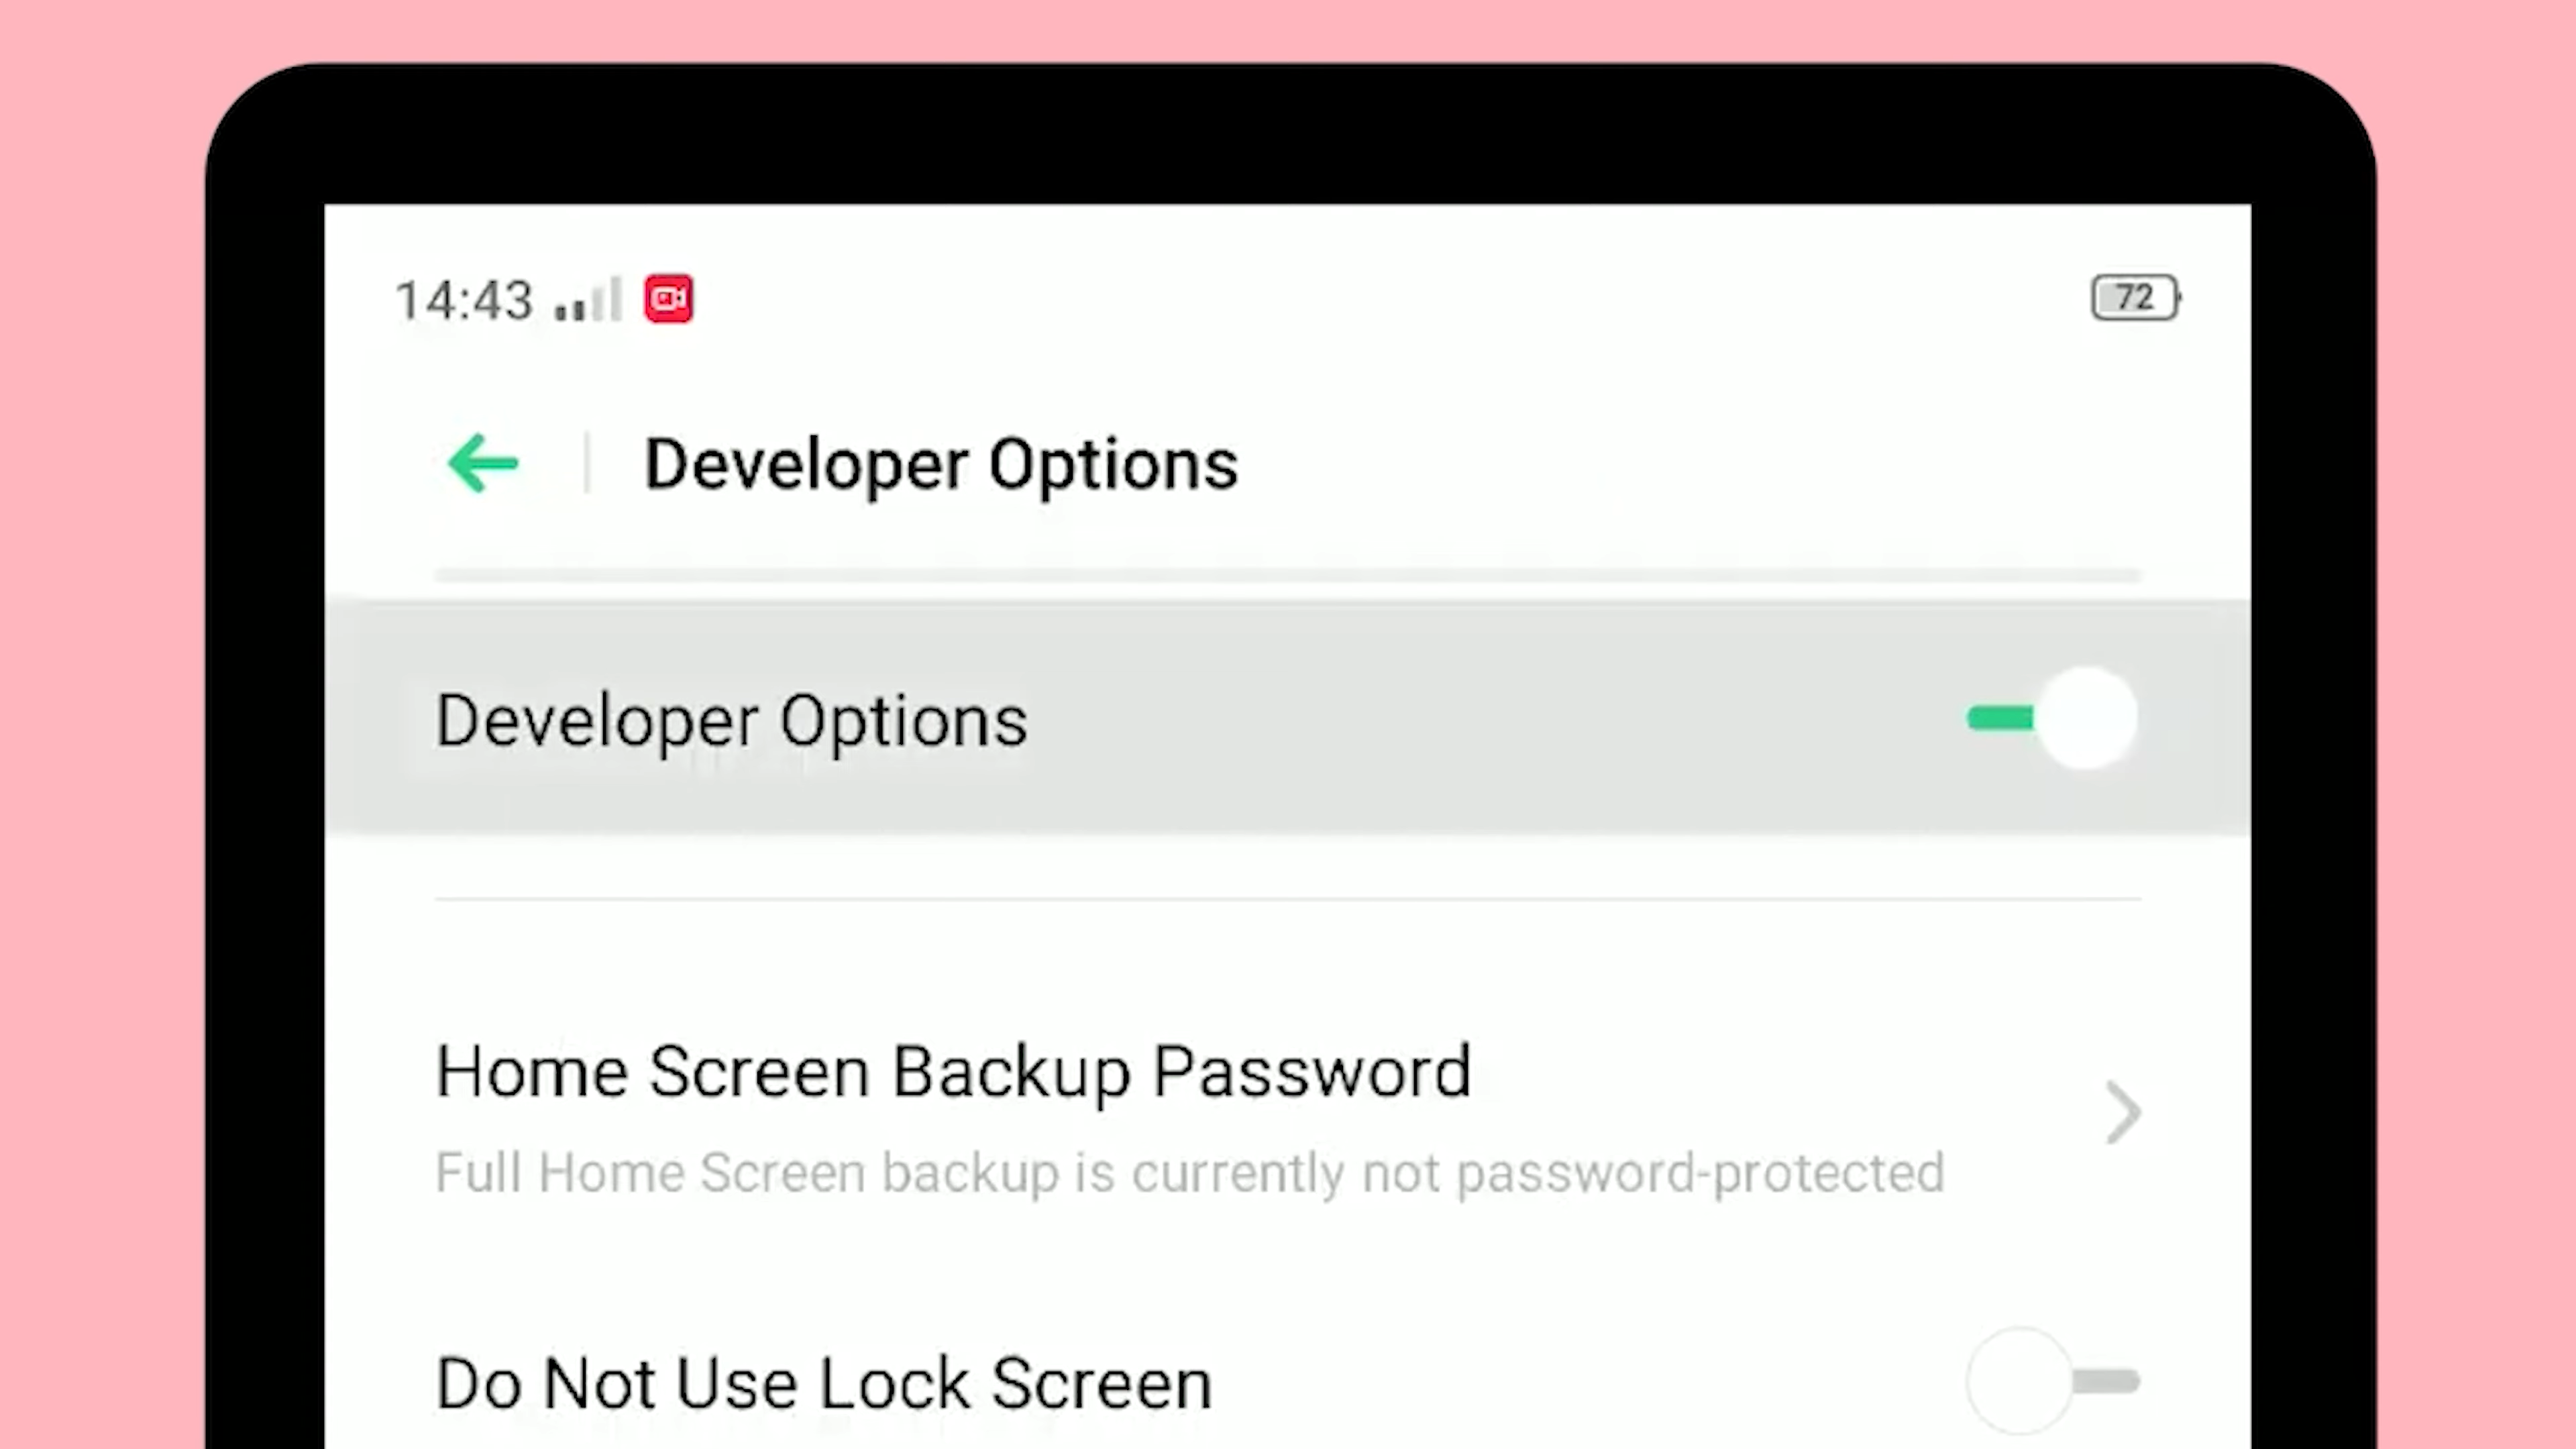 14:43
72
Developer Options
Developer Options
Home Screen Backup Password
Full Home Screen backup is currently not password-protected
Do Not Use Lock Screen